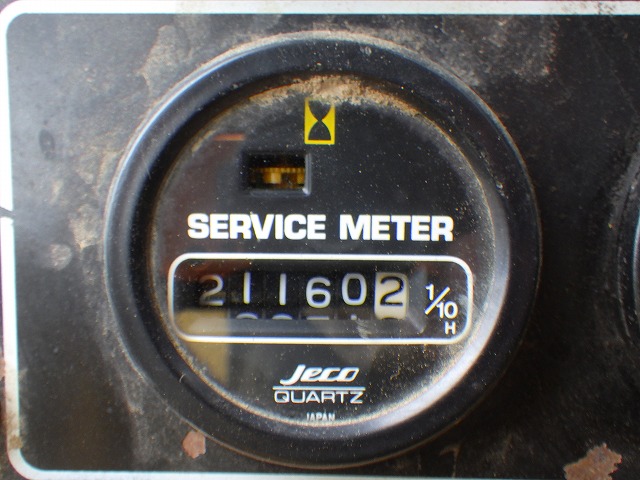 SERVICE METER
211602 1/10
H
Jeco
QUARTZ
JAPAN